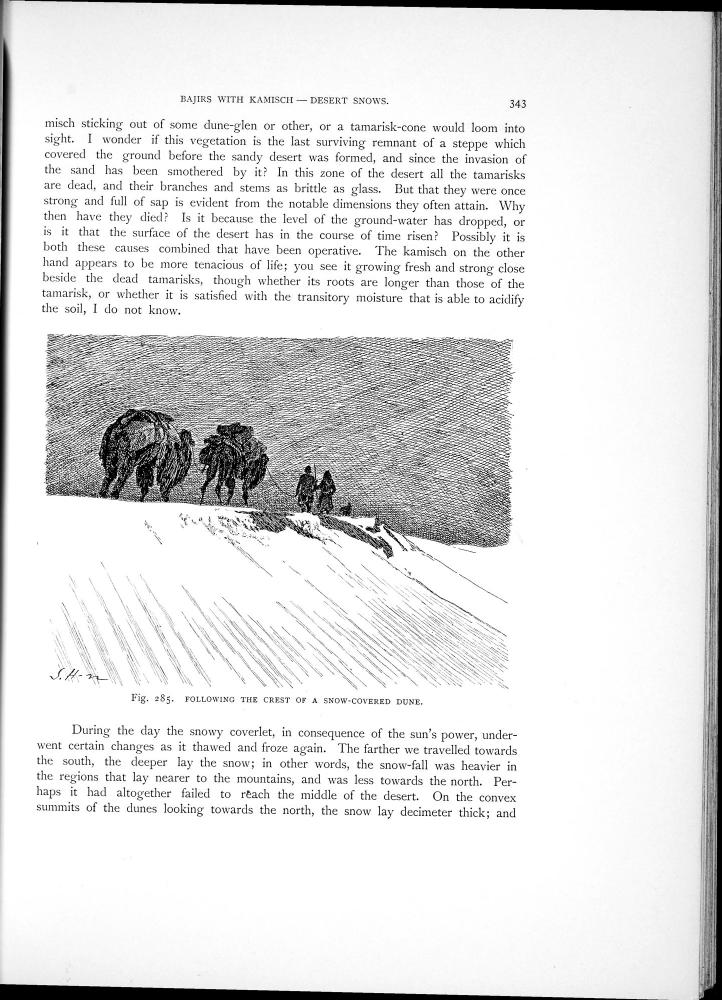 BAJIRS WITH KAMISCH — DESERT SNOWS. 343
misch sticking out of some dune-glen or other, or a tamarisk-cone would loom into
sight. I wonder if this vegetation is the last surviving remnant of a steppe which
covered the ground before the sandy desert was formed, and since the invasion of
the sand has been smothered by it? In this zone of the desert all the tamarisks
are dead, and their branches and stems as brittle as glass. But that they were once
strong and full of sap is evident from the notable dimensions they often attain. Why
then have they died? Is it because the level of the ground-water has dropped, or
is it that the surface of the desert has in the course of time risen? Possibly it is
both these causes combined that have been operative. The kamisch on the other
hand appears to be more tenacious of life; you see it growing fresh and strong close
beside the dead tamarisks, though whether its roots are longer than those of the
tamarisk, or whether it is satisfied with the transitory moisture that is able to acidify
the soil, I do not know.
S. H-n
Fig. 285. FOLLOWING THE CREST OF A SNOW-COVERED DUNE.
During the day the snowy coverlet, in consequence of the sun's power, under-
went certain changes as it thawed and froze again. The farther we travelled towards
the south, the deeper lay the snow; in other words, the snow-fall was heavier in
the regions that lay nearer to the mountains, and was less towards the north. Per-
haps it had altogether failed to reach the middle of the desert. On the convex
summits of the dunes looking towards the north, the snow lay decimeter thick; and